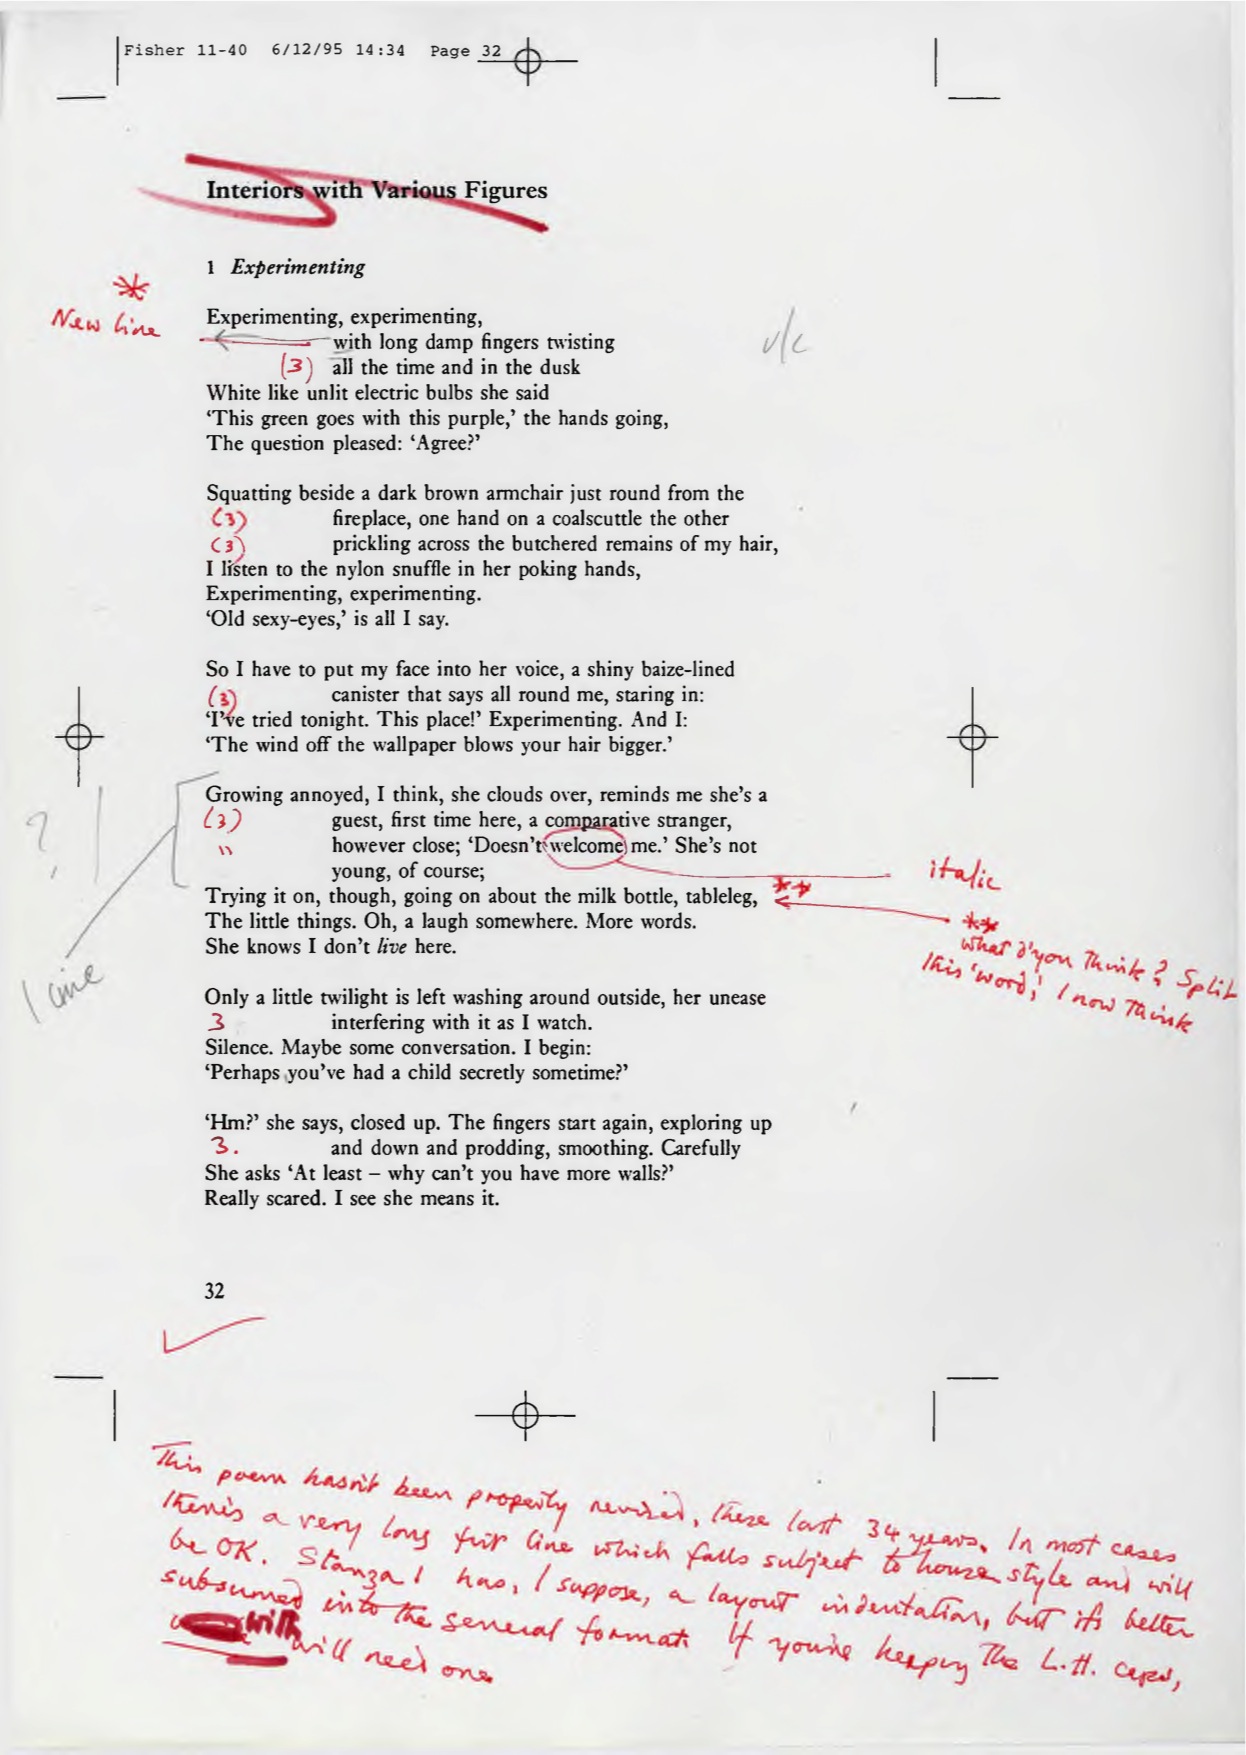 Fisher 11-40 6/12/95 14:34 Page 32
Interiors with Various Figures
1 Experimenting
*
New line
Experimenting, experimenting,
with long damp fingers twisting
u/c
(3) all the time and in the dusk
White like unlit electric bulbs she said
‘This green goes with this purple,’ the hands going,
The question pleased: ‘Agree?’
Squatting beside a dark brown armchair just round from the
(3) fireplace, one hand on a coalscuttle the other
(3) prickling across the butchered remains of my hair,
I listen to the nylon snuffle in her poking hands,
Experimenting, experimenting.
‘Old sexy-eyes,’ is all I say.
So I have to put my face into her voice, a shiny baize-lined
(3) canister that says all round me, staring in:
‘I’ve tried tonight. This place!’ Experimenting. And I:
‘The wind off the wallpaper blows your hair bigger.’
Growing annoyed, I think, she clouds over, reminds me she’s a
(3) guest, first time here, a comparative stranger,
? " however close; ‘Doesn’t welcome me.’ She’s not
young, of course;
italic
Trying it on, though, going on about the milk bottle, tableleg, **
The little things. Oh, a laugh somewhere. More words.
**
She knows I don’t live here.
what d'you think? Split
this 'word', I now think
1 line
Only a little twilight is left washing around outside, her unease
3 interfering with it as I watch.
Silence. Maybe some conversation. I begin:
‘Perhaps you’ve had a child secretly sometime?’
‘Hm?’ she says, closed up. The fingers start again, exploring up
3. and down and prodding, smoothing. Carefully
She asks ‘At least – why can’t you have more walls?’
Really scared. I see she means it.
32
This poem hasn't been properly revised, these last 34 years. In most cases
there's a very long first line which falls subject to house style and will
be OK. Stanza 1 has, I suppose, a layout indentation, but it's better
subsumed into the general format. If you're keeping the L.H. caps,
with will need one